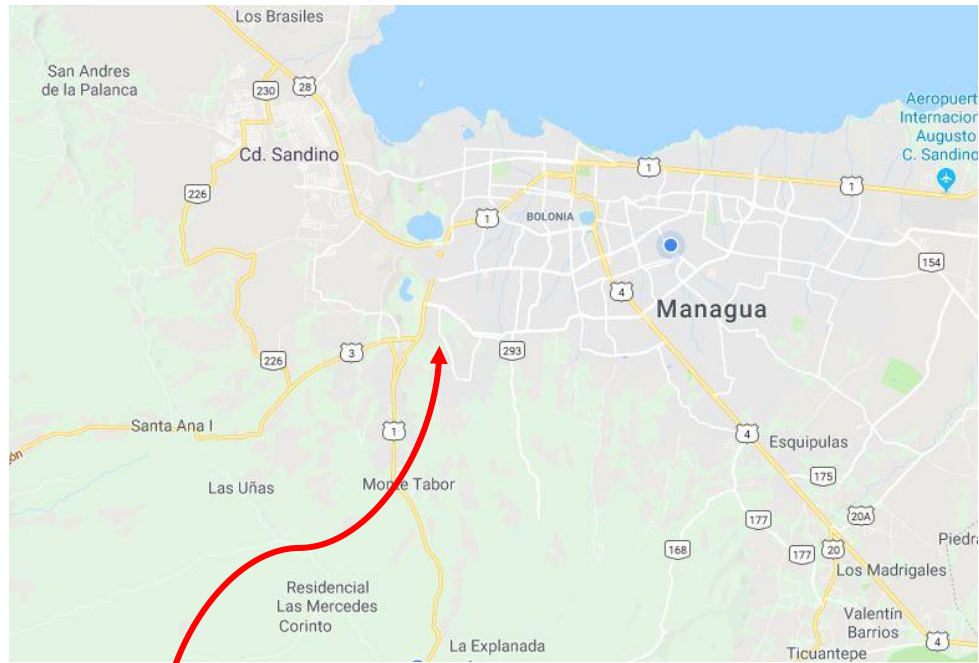 Los Brasiles
San Andres
de la Palanca
230
28
Cd. Sandino
Aeropuert
Internacion
Augusto
C. Sandino
1
1
226
1
BOLONIA
154
4
Managua
3
293
226
Santa Ana I
1
4
Esquipulas
ón
Las Uñas
Monte Tabor
175
177
20A
168
177
20
Piedra
Los Madrigales
Residencial
Las Mercedes
Corinto
Valentín
Barrios
4
La Explanada
Ticuantepe